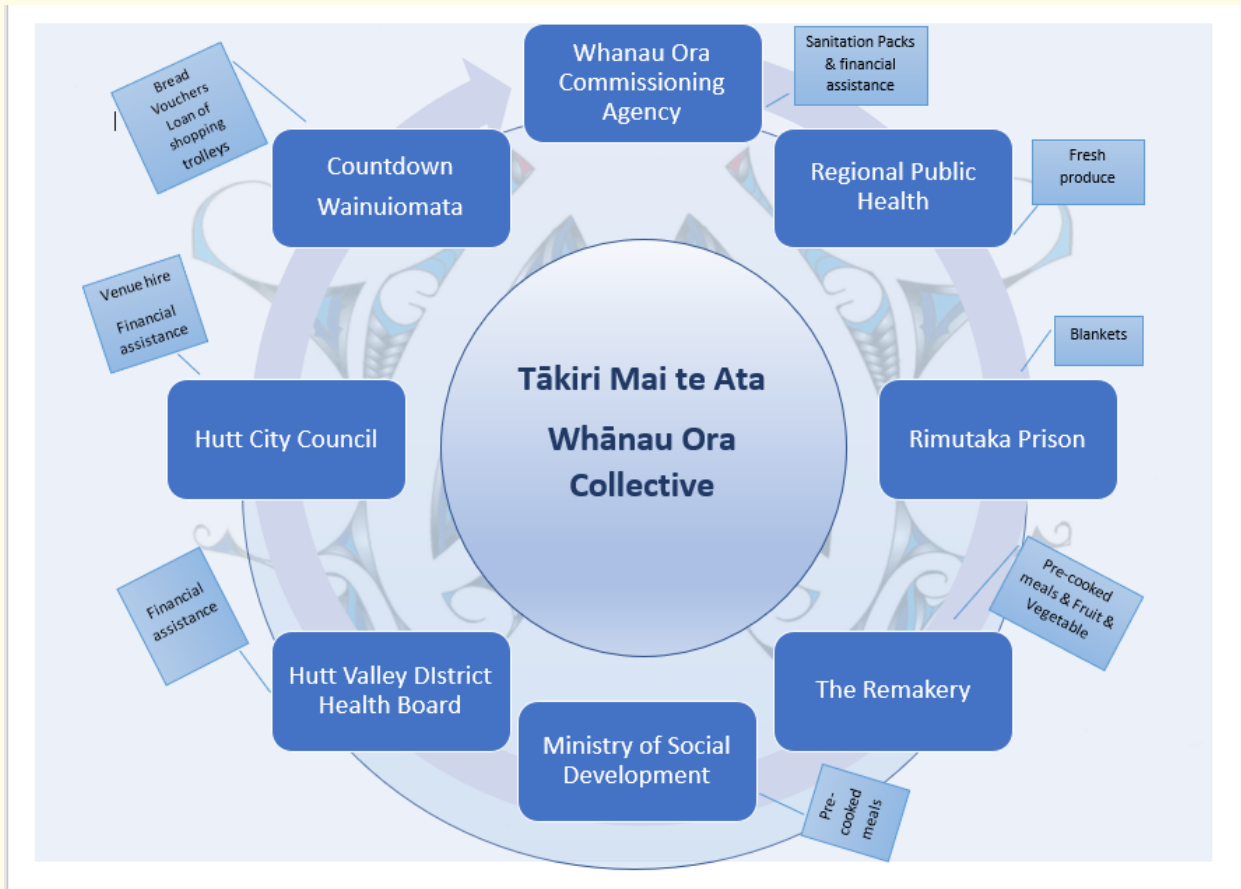 Whanau Ora
Commissioning
Agency
Sanitation Packs
& financial
assistance
Regional Public
Health
Fresh
produce
Rimutaka Prison
Blankets
The Remakery
Pre-cooked
meals & Fruit &
Vegetable
Ministry of Social
Development
Pre-
cooked
meals
Hutt Valley DIstrict
Health Board
Financial
assistance
Hutt City Council
Venue hire
Financial
assistance
Countdown
Wainuiomata
Bread
Vouchers
Loan of
shopping
trolleys
Tākiri Mai te Ata
Whānau Ora
Collective